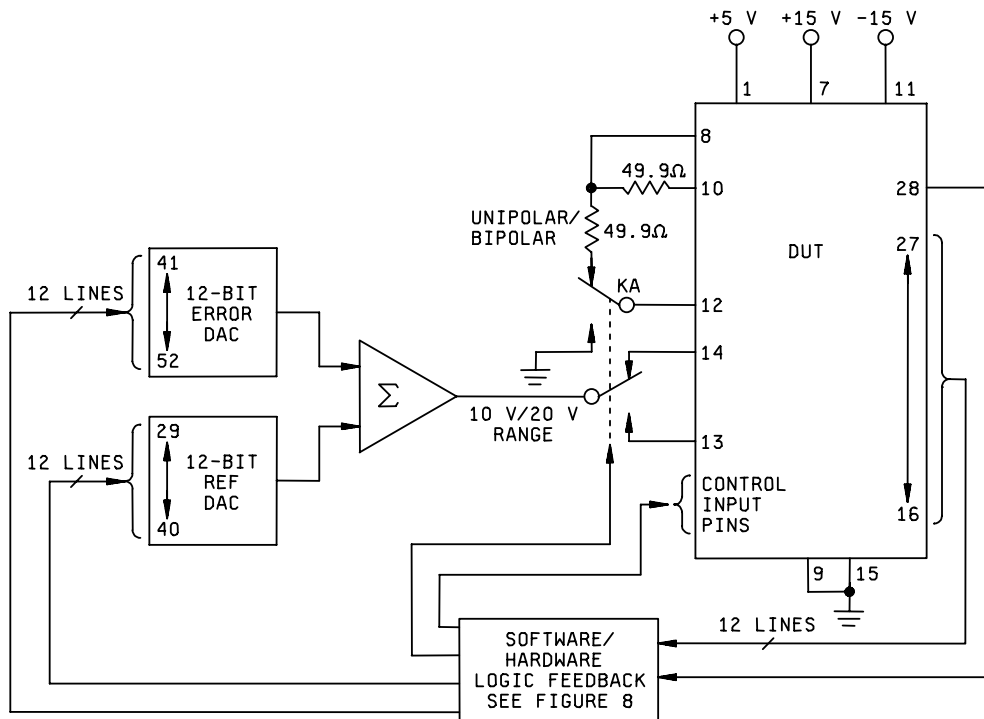 +5 V
+15 V
-15 V
1
7
11
8
49.9Ω
10
28
UNIPOLAR/
BIPOLAR
49.9Ω
DUT
27
41
12 LINES
12-BIT
ERROR
DAC
52
KA
12
14
Σ
10 V/20 V
RANGE
29
12 LINES
12-BIT
REF
DAC
40
13
CONTROL
INPUT
PINS
16
9
15
12 LINES
SOFTWARE/
HARDWARE
LOGIC FEEDBACK
SEE FIGURE 8